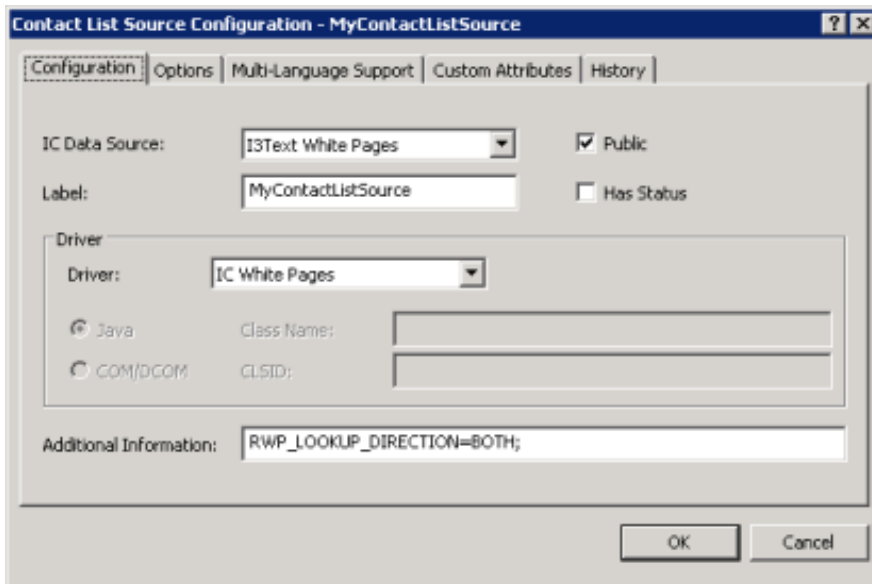 Contact List Source Configuration - MyContactListSource
Configuration Options Multi-Language Support Custom Attributes History
IC Data Source: I3Text White Pages Public
Label: MyContactListSource Has Status
Driver
Driver: IC White Pages
Java Class Name:
COM/DCOM CLSID:
Additional Information: RWP_LOOKUP_DIRECTION=BOTH;
OK Cancel